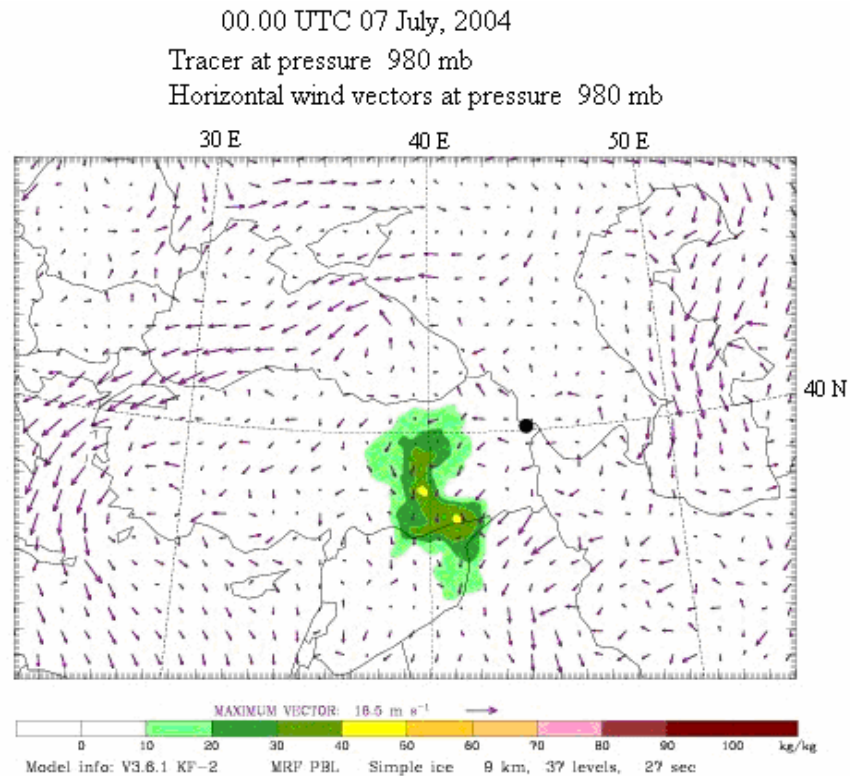 00.00 UTC 07 July, 2004
Tracer at pressure 980 mb
Horizontal wind vectors at pressure 980 mb
30 E 40 E 50 E
40 N
MAXIMUM VECTOR: 18.5 m s⁻¹
0 10 20 30 40 50 60 70 80 90 100 kg/kg
Model info: V3.6.1 KF-2 MRF PBL Simple ice 9 km, 37 levels, 27 sec